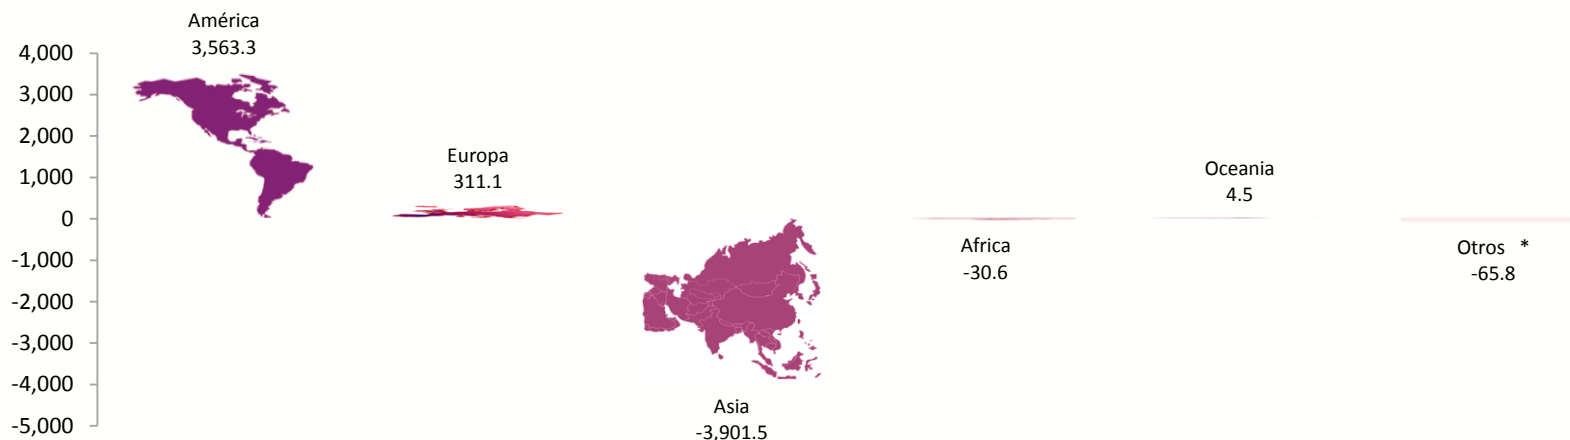 América
3,563.3
4,000
3,000
2,000
1,000
0
-1,000
-2,000
-3,000
-4,000
-5,000
Europa
311.1
Asia
-3,901.5
Africa
-30.6
Oceania
4.5
Otros *
-65.8